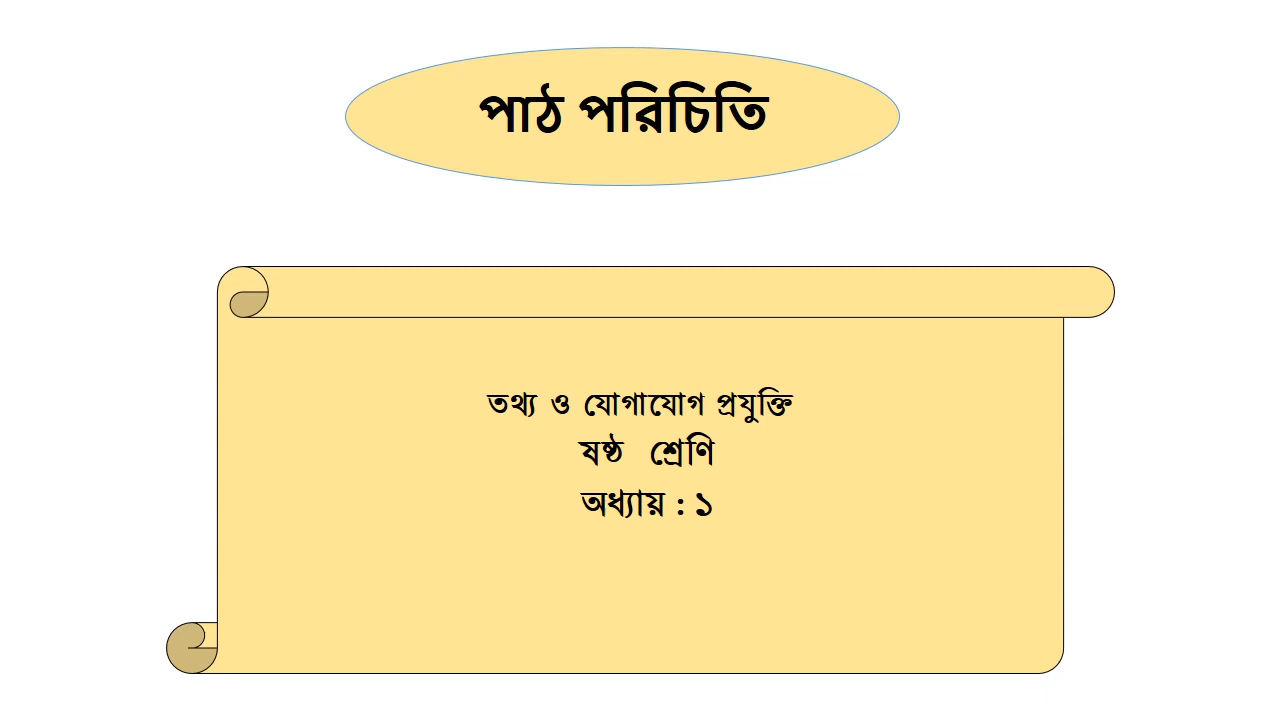 পাঠ পরিচিতি
তথ্য ও যোগাযোগ প্রযুক্তি
ষষ্ঠ শ্রেণি
অধ্যায় : ১